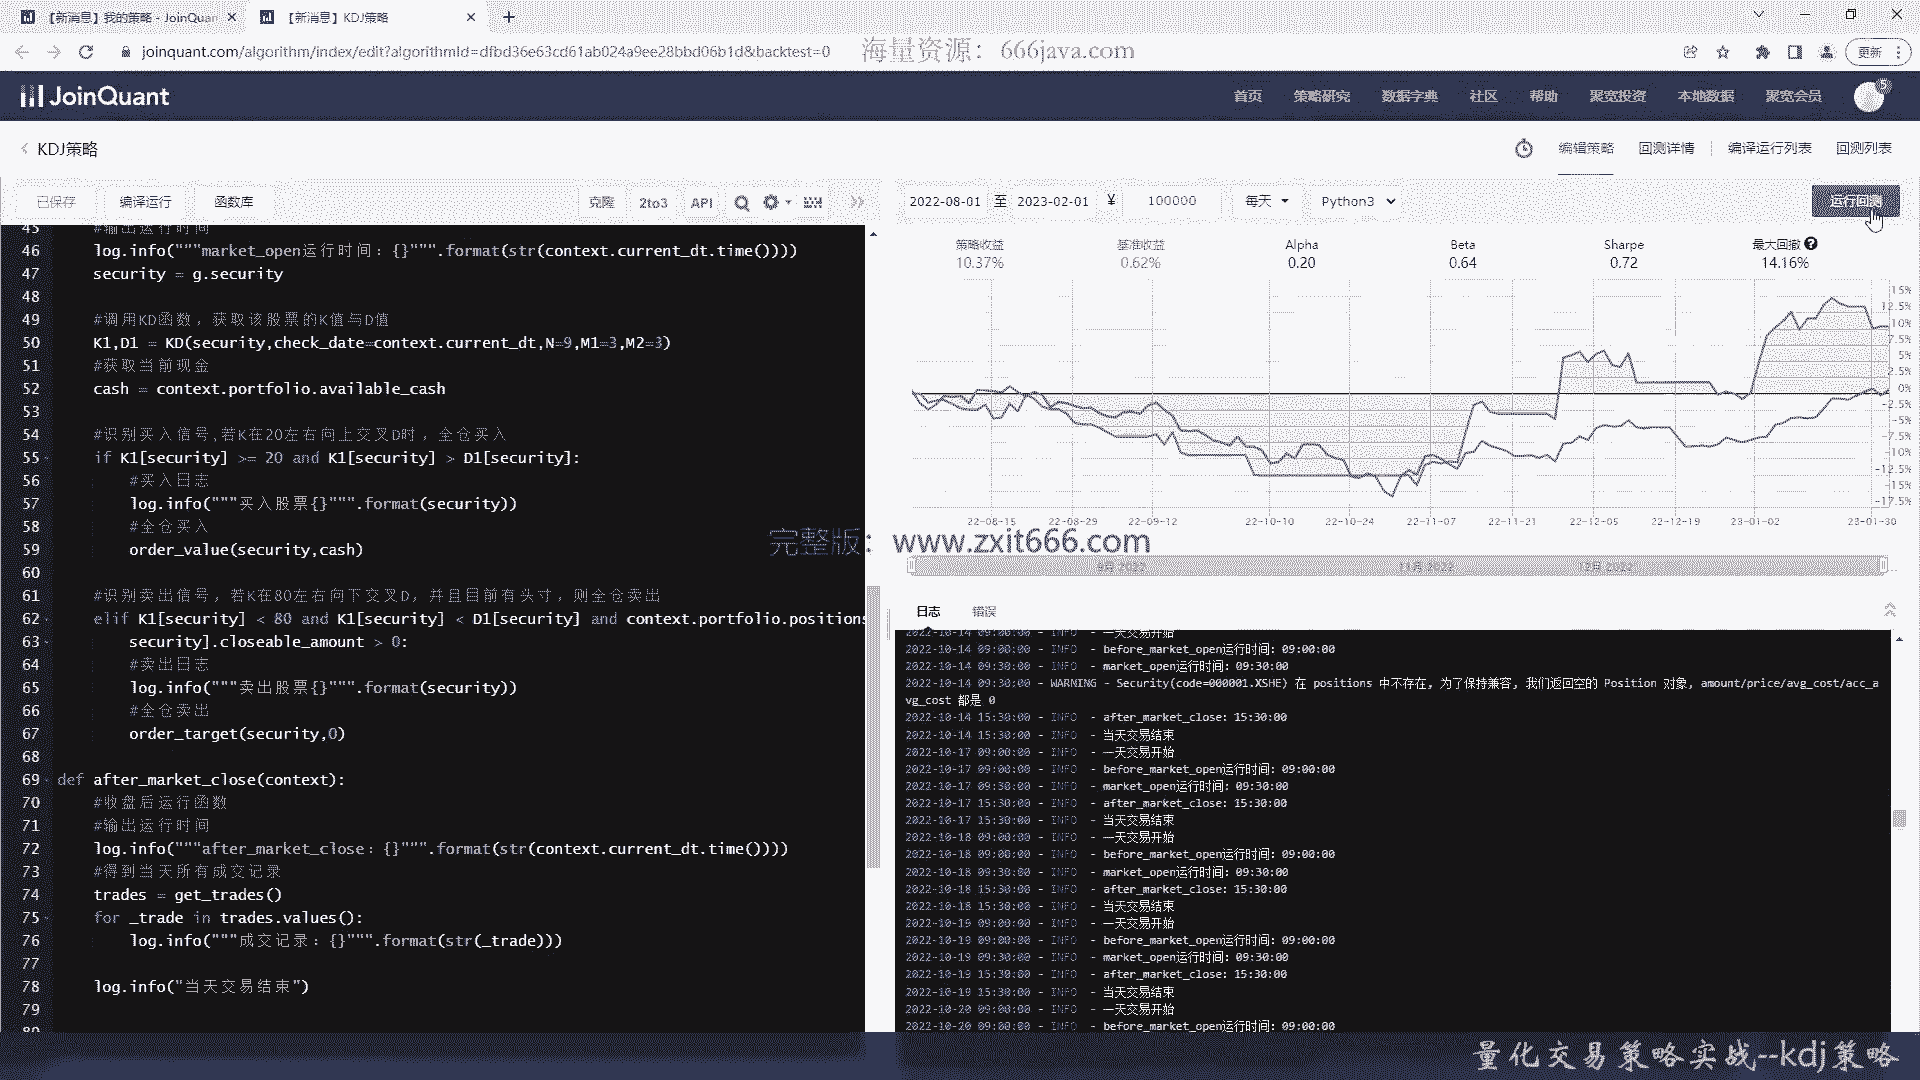 【新消息】我的策略 - JoinQuan
【新消息】KDJ策略
joinquant.com/algorithm/index/edit?algorithmId=dfbd36e63cd61ab024a9ee28bbd06b1d&backtest=0
海量资源：666java.com
更新
JoinQuant
首页 策略研究 数据字典 社区 帮助 聚宽投资 本地数据 聚宽会员 5
KDJ策略
编辑策略 回测详情 编译运行列表 回测列表
已保存 编译运行 函数库 克隆 2to3 API
2022-08-01 至 2023-02-01 ¥ 100000 每天 Python3 运行回测
45 #输出运行时间
46 log.info("""market_open运行时间：{}""".format(str(context.current_dt.time())))
47 security = g.security
48
49 #调用KD函数，获取该股票的K值与D值
50 K1,D1 = KD(security,check_date=context.current_dt,N=9,M1=3,M2=3)
51 #获取当前现金
52 cash = context.portfolio.available_cash
53
54 #识别买入信号,若K在20左右向上交叉D时，全仓买入
55 if K1[security] >= 20 and K1[security] > D1[security]:
56 #买入日志
57 log.info("""买入股票{}""".format(security))
58 #全仓买入
59 order_value(security,cash)
60
61 #识别卖出信号，若K在80左右向下交叉D，并且目前有头寸，则全仓卖出
62 elif K1[security] < 80 and K1[security] < D1[security] and context.portfolio.positions
63 security].closeable_amount > 0:
64 #卖出日志
65 log.info("""卖出股票{}""".format(security))
66 #全仓卖出
67 order_target(security,0)
68
69 def after_market_close(context):
70 #收盘后运行函数
71 #输出运行时间
72 log.info("""after_market_close：{}""".format(str(context.current_dt.time())))
73 #得到当天所有成交记录
74 trades = get_trades()
75 for _trade in trades.values():
76 log.info("""成交记录：{}""".format(str(_trade)))
77
78 log.info("当天交易结束")
79
80
策略收益 基准收益 Alpha Beta Sharpe 最大回撤
10.37% 0.62% 0.20 0.64 0.72 14.16%
15%
12.5%
10%
7.5%
5%
2.5%
0%
-2.5%
-5%
-7.5%
-10%
-12.5%
-15%
-17.5%
22-08-15 22-08-29 22-09-12 22-10-10 22-10-24 22-11-07 22-11-21 22-12-05 22-12-19 23-01-02 23-01-30
完整版：www.zxit666.com
9月 2022 11月 2022 12月 2022
日志 错误
2022-10-14 09:00:00 - INFO - 一天交易开始
2022-10-14 09:00:00 - INFO - before_market_open运行时间: 09:00:00
2022-10-14 09:30:00 - INFO - market_open运行时间: 09:30:00
2022-10-14 09:30:00 - WARNING - Security(code=000001.XSHE) 在 positions 中不存在, 为了保持兼容, 我们返回空的 Position 对象, amount/price/avg_cost/acc_a
vg_cost 都是 0
2022-10-14 15:30:00 - INFO - after_market_close: 15:30:00
2022-10-14 15:30:00 - INFO - 当天交易结束
2022-10-17 09:00:00 - INFO - 一天交易开始
2022-10-17 09:00:00 - INFO - before_market_open运行时间: 09:00:00
2022-10-17 09:30:00 - INFO - market_open运行时间: 09:30:00
2022-10-17 15:30:00 - INFO - after_market_close: 15:30:00
2022-10-17 15:30:00 - INFO - 当天交易结束
2022-10-18 09:00:00 - INFO - 一天交易开始
2022-10-18 09:00:00 - INFO - before_market_open运行时间: 09:00:00
2022-10-18 09:30:00 - INFO - market_open运行时间: 09:30:00
2022-10-18 15:30:00 - INFO - after_market_close: 15:30:00
2022-10-18 15:30:00 - INFO - 当天交易结束
2022-10-19 09:00:00 - INFO - 一天交易开始
2022-10-19 09:00:00 - INFO - before_market_open运行时间: 09:00:00
2022-10-19 09:30:00 - INFO - market_open运行时间: 09:30:00
2022-10-19 15:30:00 - INFO - after_market_close: 15:30:00
2022-10-19 15:30:00 - INFO - 当天交易结束
2022-10-20 09:00:00 - INFO - 一天交易开始
2022-10-20 09:00:00 - INFO - before_market_open运行时间: 09:00:00
量化交易策略实战--kdj策略